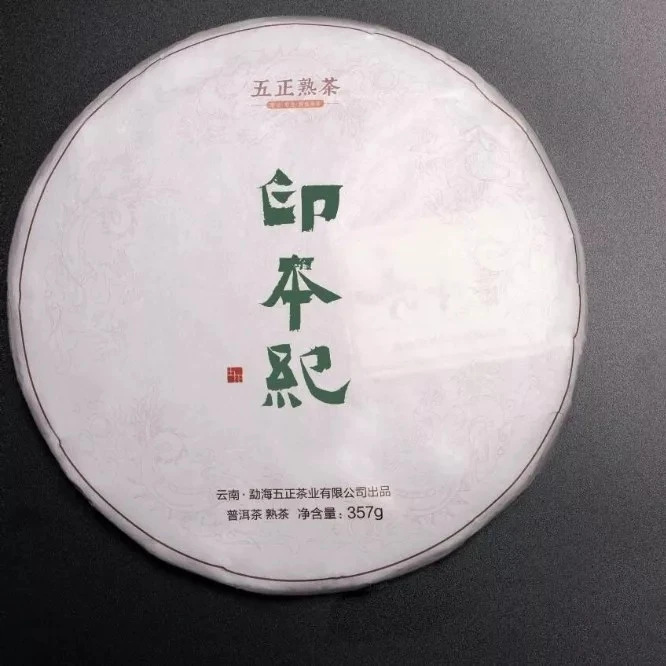 五正熟茶
印本纪
云南·勐海五正茶业有限公司出品
普洱茶 熟茶 净含量：357g